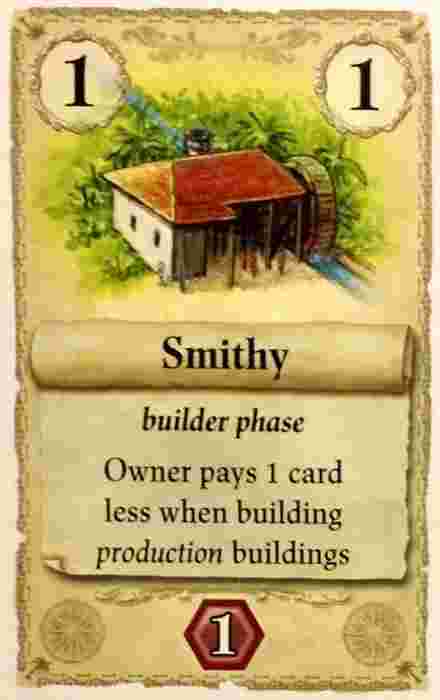 1 1
Smithy
builder phase
Owner pays 1 card
less when building
production buildings
1